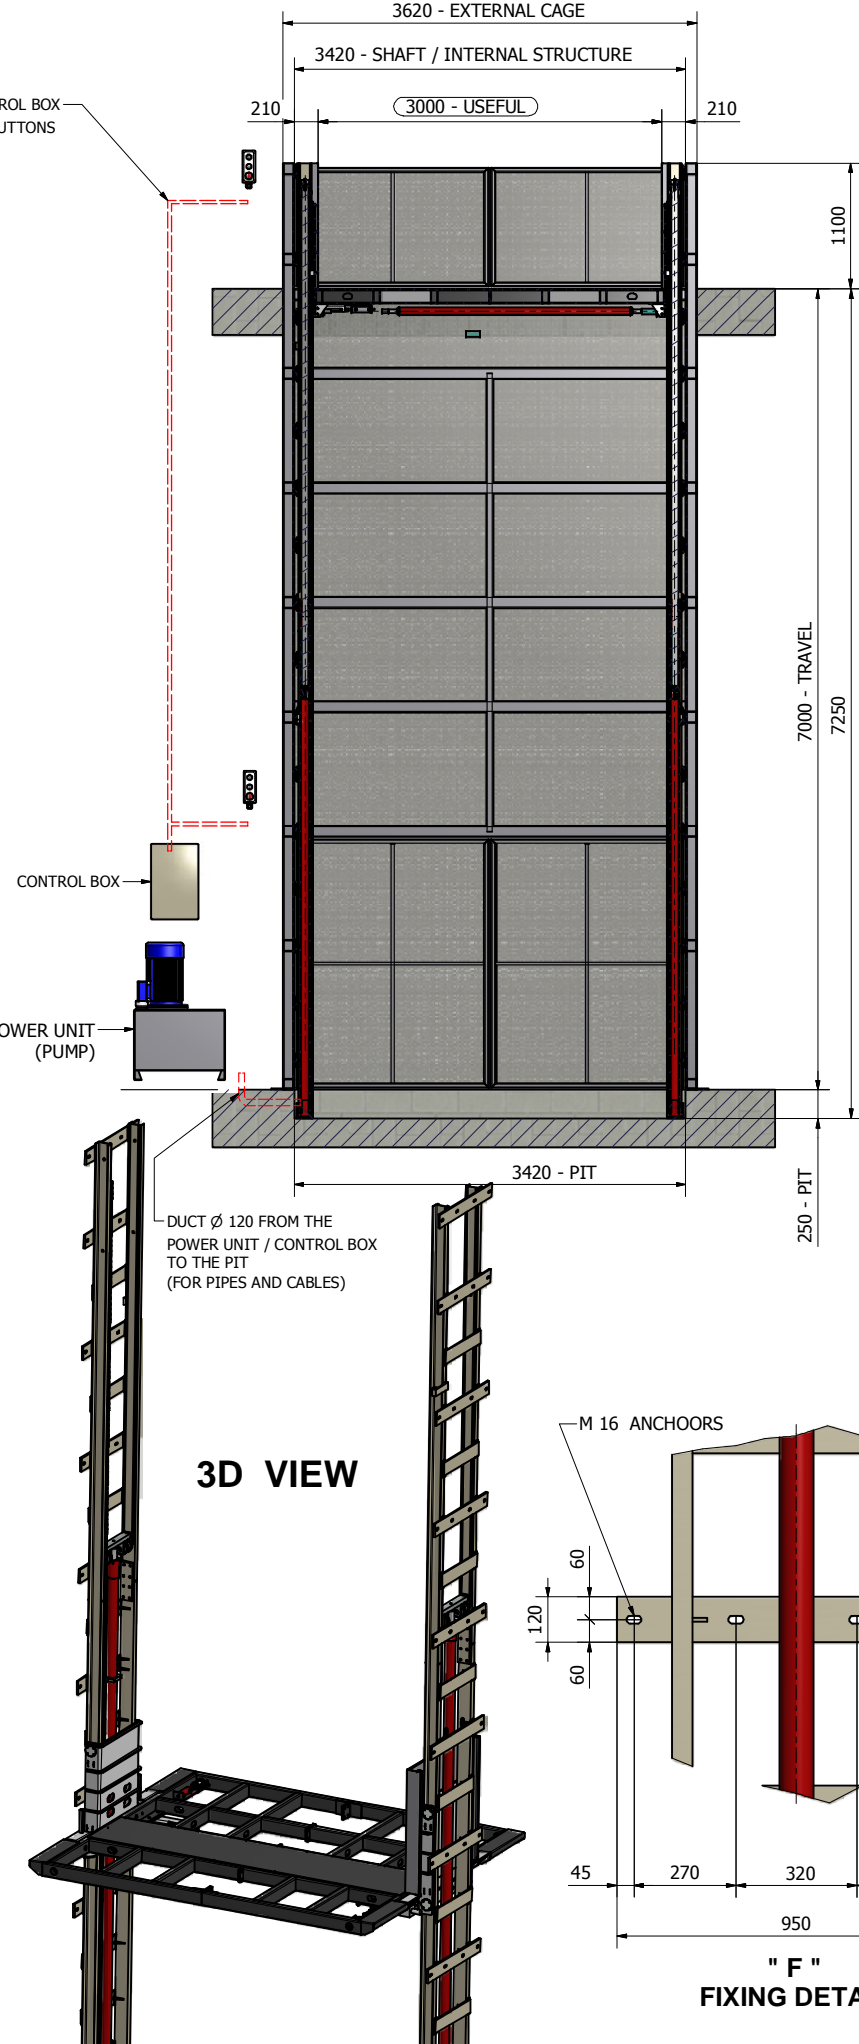 3620 - EXTERNAL CAGE
3420 - SHAFT / INTERNAL STRUCTURE
210
3000 - USEFUL
210
ROL BOX
UTTONS
1100
7000 - TRAVEL
7250
CONTROL BOX
OWER UNIT
(PUMP)
3420 - PIT
250 - PIT
DUCT Ø 120 FROM THE
POWER UNIT / CONTROL BOX
TO THE PIT
(FOR PIPES AND CABLES)
3D VIEW
M 16 ANCHOORS
60
120
60
45
270
320
950
" F "
FIXING DETA